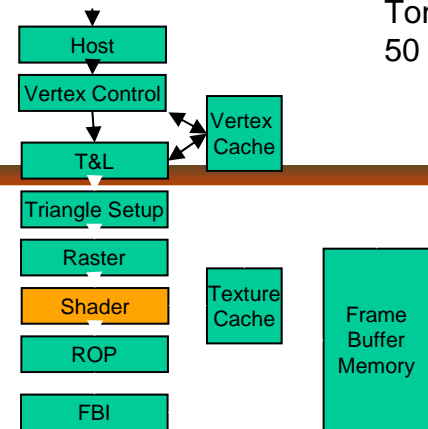 Host
50
Vertex Control
Vertex
Cache
T&L
Triangle Setup
Raster
Shader
Texture
Cache
Frame
Buffer
Memory
ROP
FBI